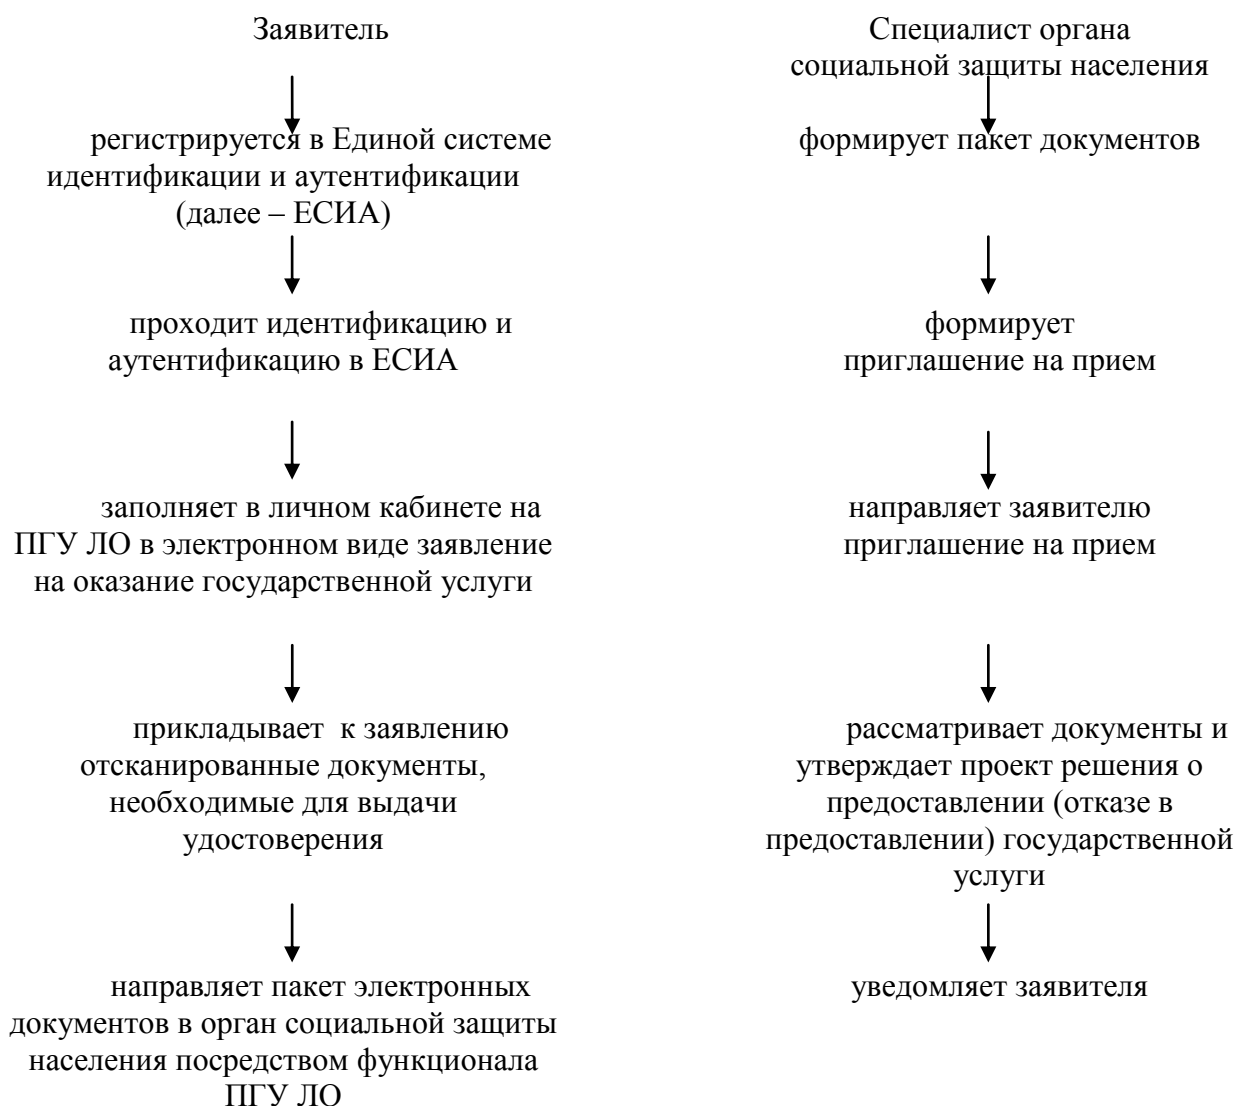 Заявитель
регистрируется в Единой системе
идентификации и аутентификации
(далее – ЕСИА)
проходит идентификацию и
аутентификацию в ЕСИА
заполняет в личном кабинете на
ПГУ ЛО в электронном виде заявление
на оказание государственной услуги
прикладывает к заявлению
отсканированные документы,
необходимые для выдачи
удостоверения
направляет пакет электронных
документов в орган социальной защиты
населения посредством функционала
ПГУ ЛО
Специалист органа
социальной защиты населения
формирует пакет документов
формирует
приглашение на прием
направляет заявителю
приглашение на прием
рассматривает документы и
утверждает проект решения о
предоставлении (отказе в
предоставлении) государственной
услуги
уведомляет заявителя